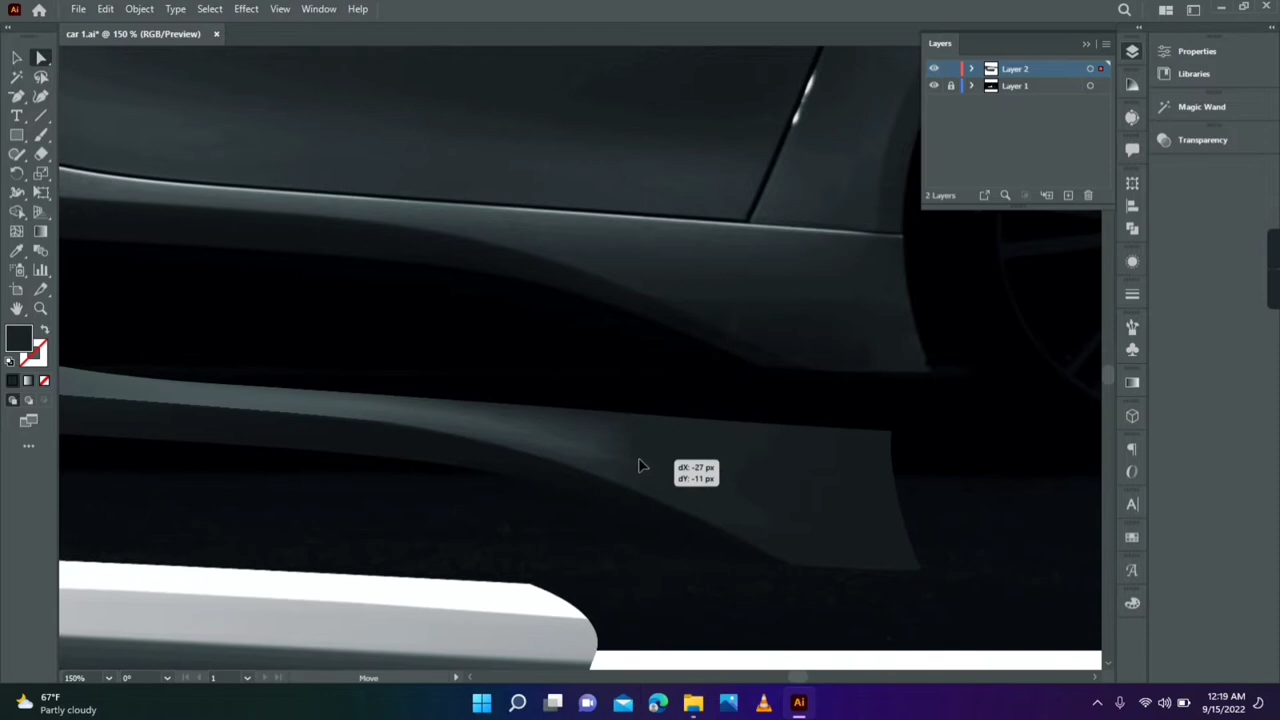 Ai
File Edit Object Type Select Effect View Window Help
car 1.ai* @ 150 % (RGB/Preview) ×
Layers
Layer 2
Layer 1
2 Layers
Properties
Libraries
Magic Wand
Transparency
dX: -27 px
dY: -11 px
150% 0° 1 Move
67°F
Partly cloudy
Ai
12:19 AM
9/15/2022